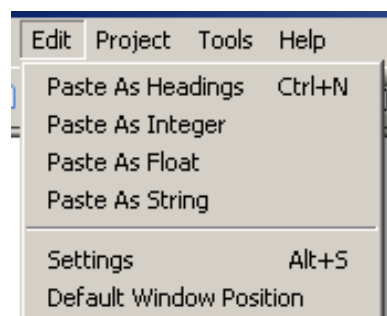 Edit Project Tools Help
Paste As Headings Ctrl+N
Paste As Integer
Paste As Float
Paste As String
Settings Alt+S
Default Window Position